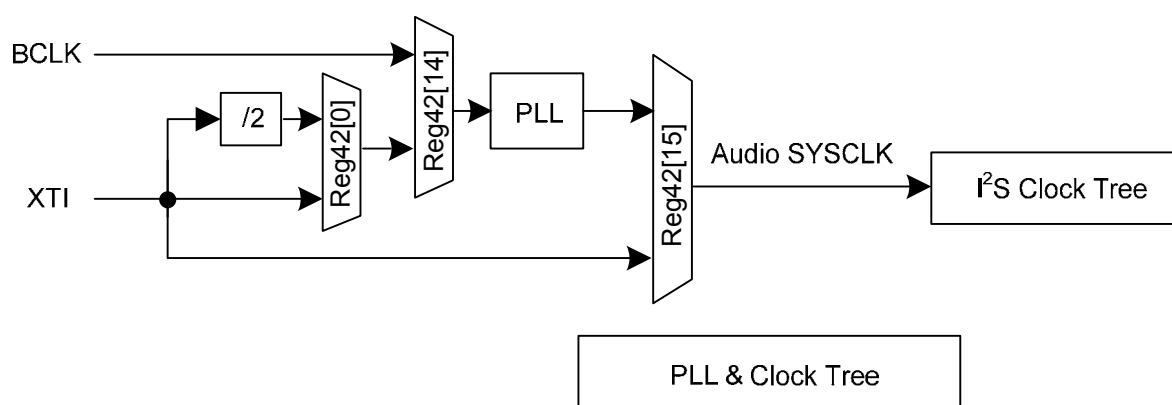 BCLK
/2
XTI
Reg42[0]
Reg42[14]
PLL
Reg42[15]
Audio SYSCLK
I²S Clock Tree
PLL & Clock Tree